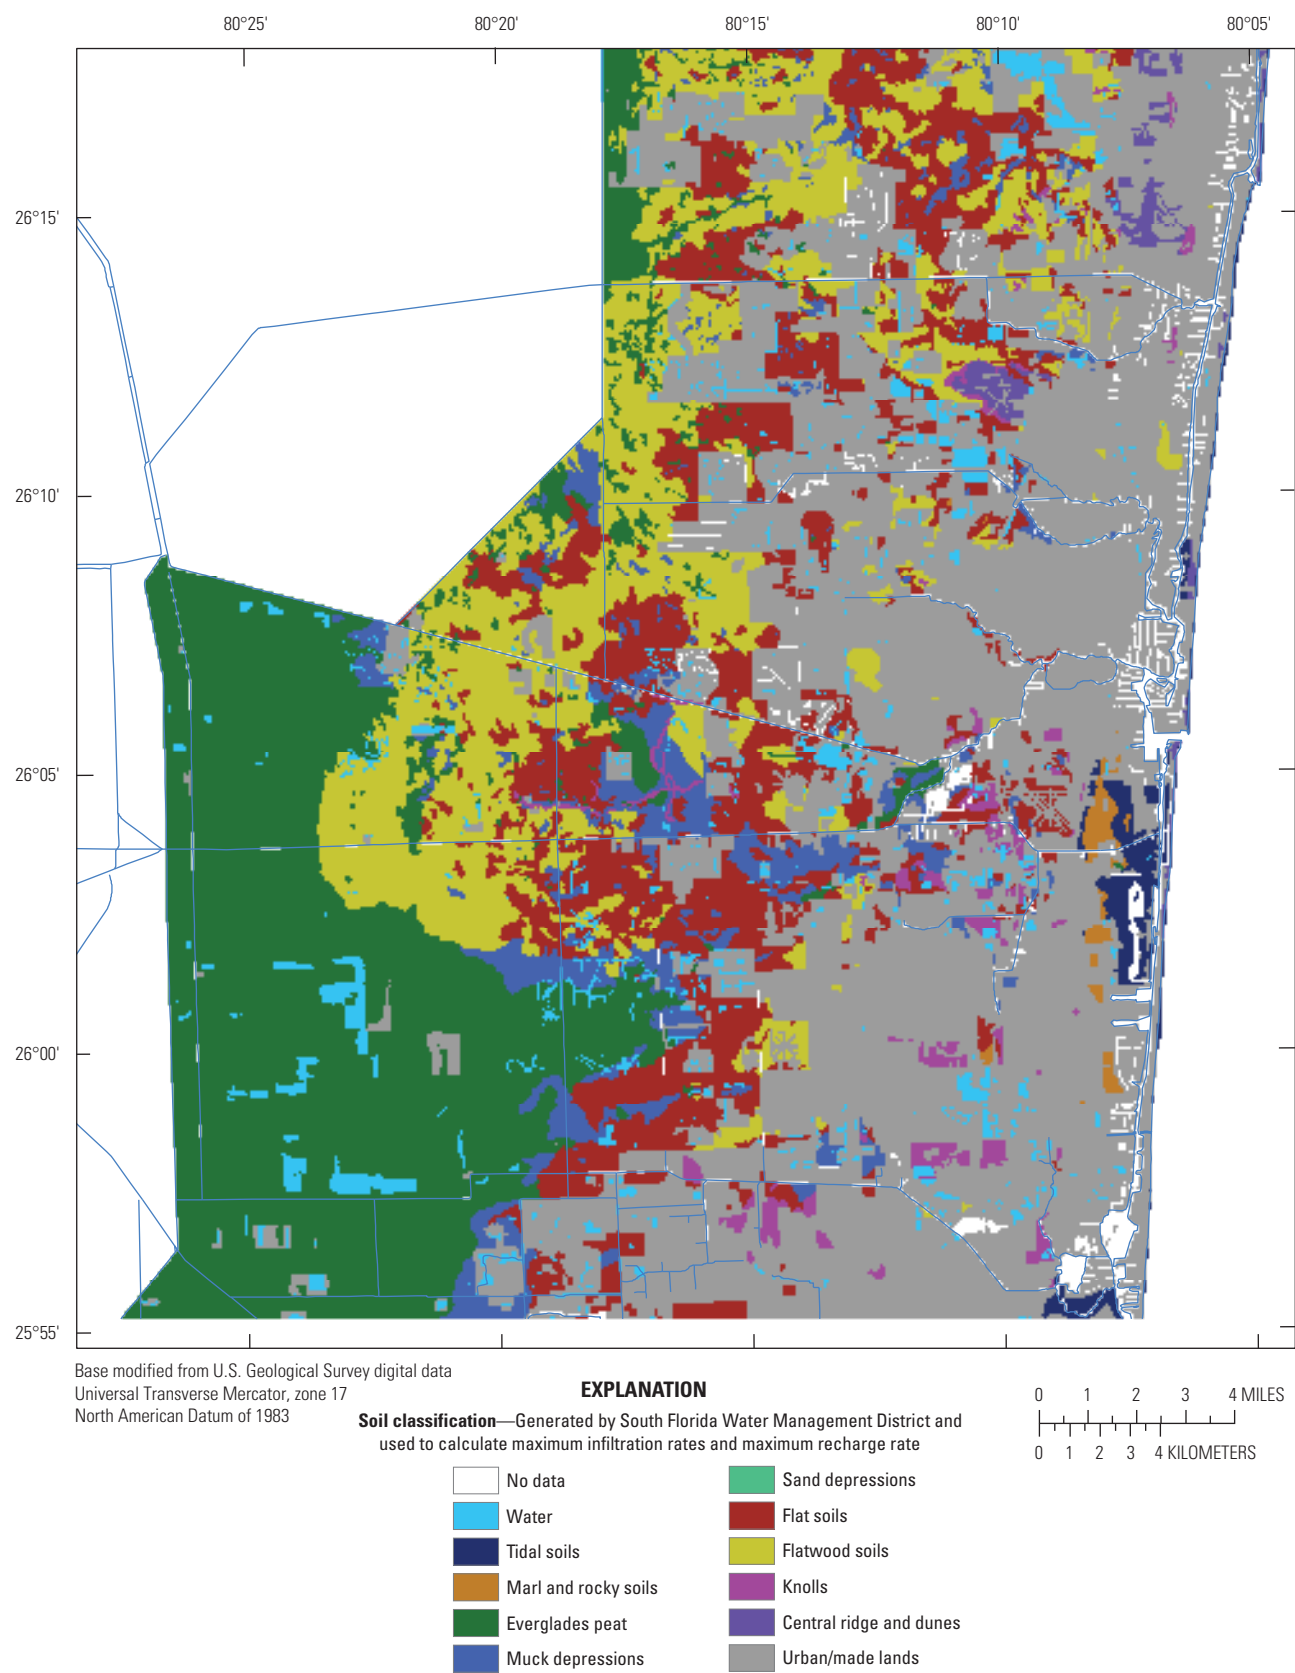 80°25'
80°20'
80°15'
80°10'
80°05'
26°15'
26°10'
26°05'
26°00'
25°55'
Base modified from U.S. Geological Survey digital data
Universal Transverse Mercator, zone 17
North American Datum of 1983
EXPLANATION
Soil classification—Generated by South Florida Water Management District and
used to calculate maximum infiltration rates and maximum recharge rate
0 1 2 3 4 MILES
0 1 2 3 4 KILOMETERS
No data
Water
Tidal soils
Marl and rocky soils
Everglades peat
Muck depressions
Sand depressions
Flat soils
Flatwood soils
Knolls
Central ridge and dunes
Urban/made lands